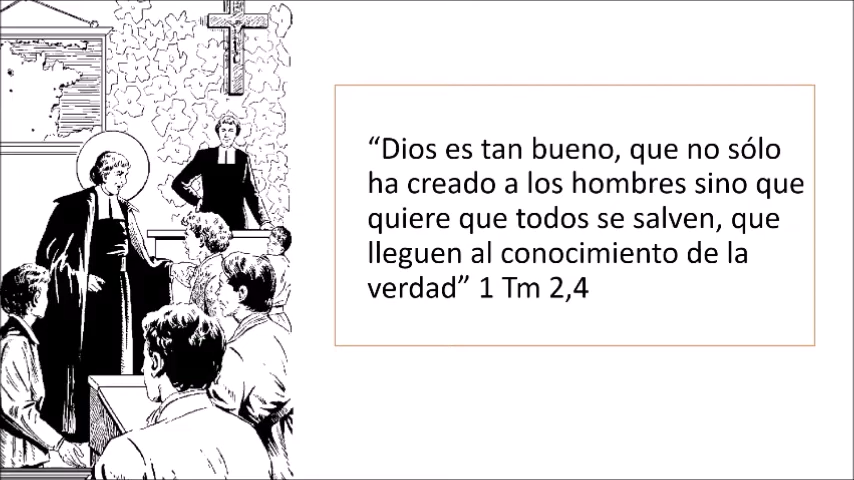 “Dios es tan bueno, que no sólo
ha creado a los hombres sino que
quiere que todos se salven, que
lleguen al conocimiento de la
verdad” 1 Tm 2,4